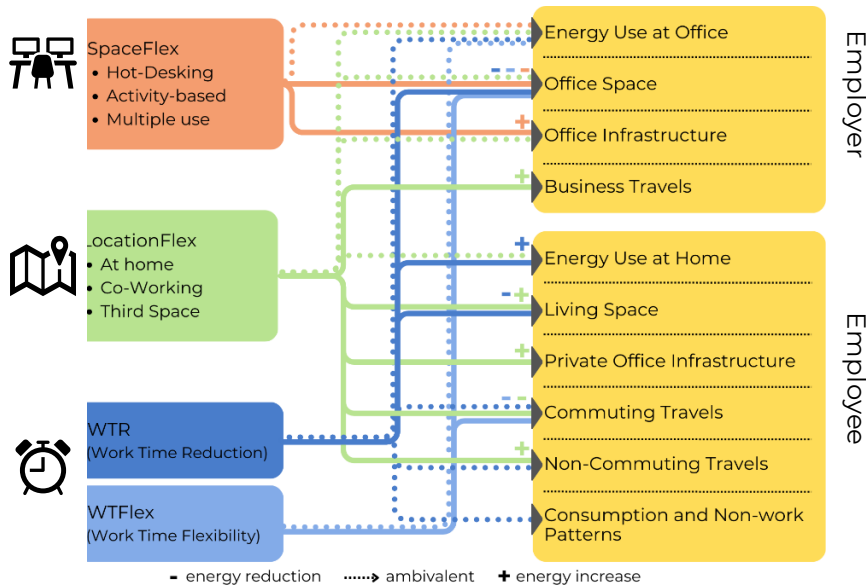 SpaceFlex
• Hot-Desking
• Activity-based
• Multiple use
LocationFlex
• At home
• Co-Working
• Third Space
WTR
(Work Time Reduction)
WTFlex
(Work Time Flexibility)
- - -
+
+
+
- +
+
- -
+
Energy Use at Office
Office Space
Office Infrastructure
Business Travels
Employer
Energy Use at Home
Living Space
Private Office Infrastructure
Commuting Travels
Non-Commuting Travels
Consumption and Non-work
Patterns
Employee
- energy reduction ambivalent + energy increase